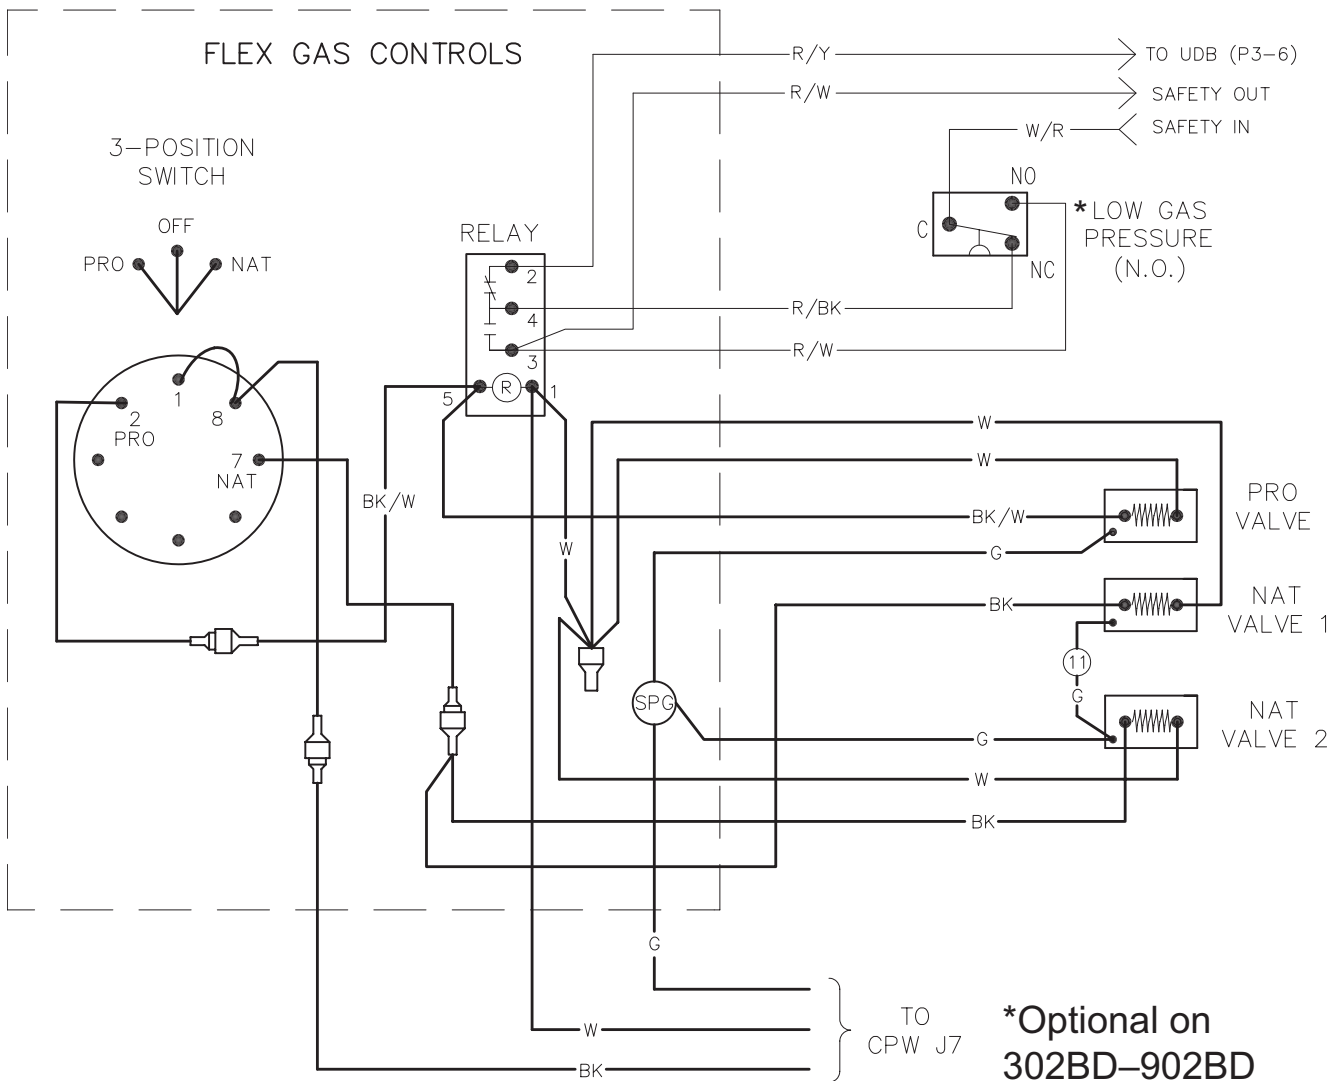 FLEX GAS CONTROLS
R/Y
TO UDB (P3-6)
R/W
SAFETY OUT
W/R
SAFETY IN
3-POSITION
SWITCH
OFF
PRO
NAT
RELAY
2
4
3
5
R
1
NO
C
NC
*LOW GAS
PRESSURE
(N.O.)
R/BK
R/W
1
2
PRO
8
7
NAT
BK/W
W
W
W
BK/W
G
BK
PRO
VALVE
NAT
VALVE 1
11
G
SPG
G
W
BK
NAT
VALVE 2
G
W
BK
TO
CPW J7
*Optional on
302BD–902BD